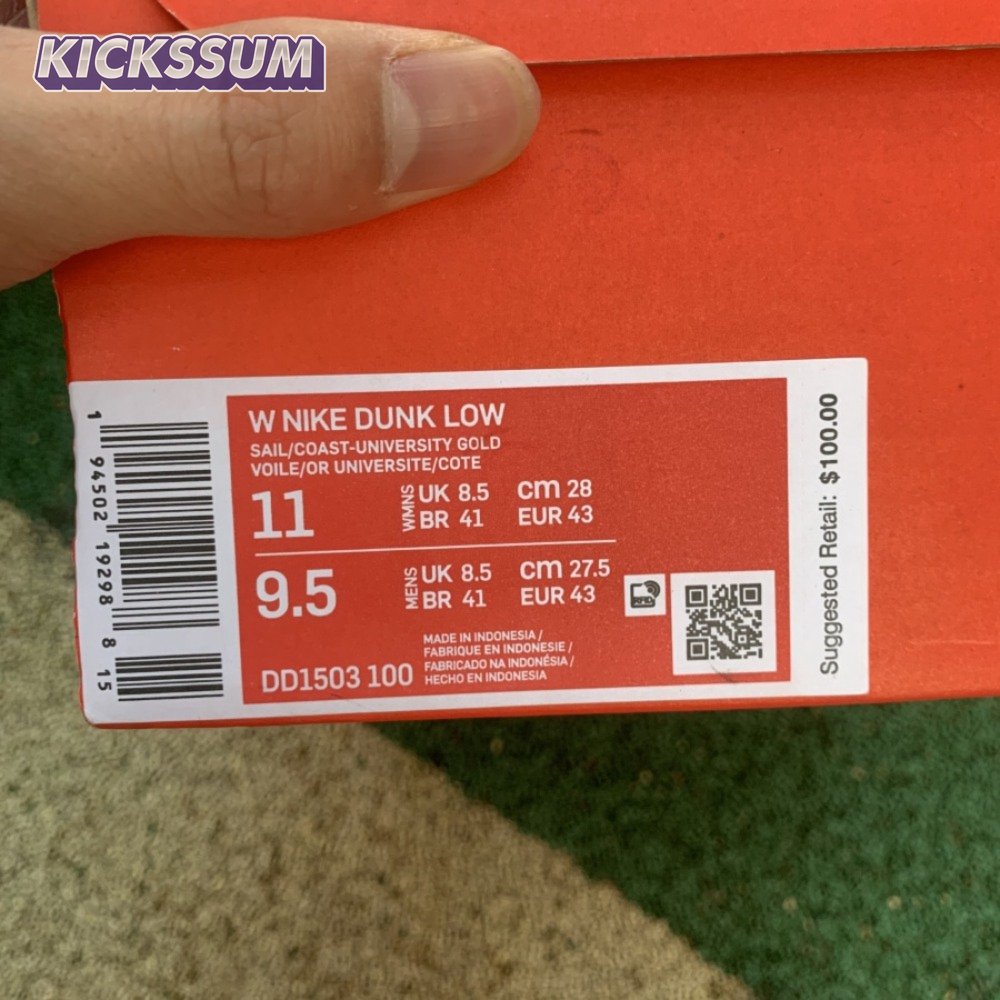 KICKSSUM
W NIKE DUNK LOW
SAIL/COAST-UNIVERSITY GOLD
VOILE/OR UNIVERSITE/COTE
11
WMNS
UK 8.5 cm 28
BR 41 EUR 43
9.5
MENS
UK 8.5 cm 27.5
BR 41 EUR 43
DD1503 100
MADE IN INDONESIA /
FABRIQUE EN INDONESIE /
FABRICADO NA INDONÉSIA /
HECHO EN INDONESIA
RFID
Suggested Retail: $100.00
1 94502 19298 8 15